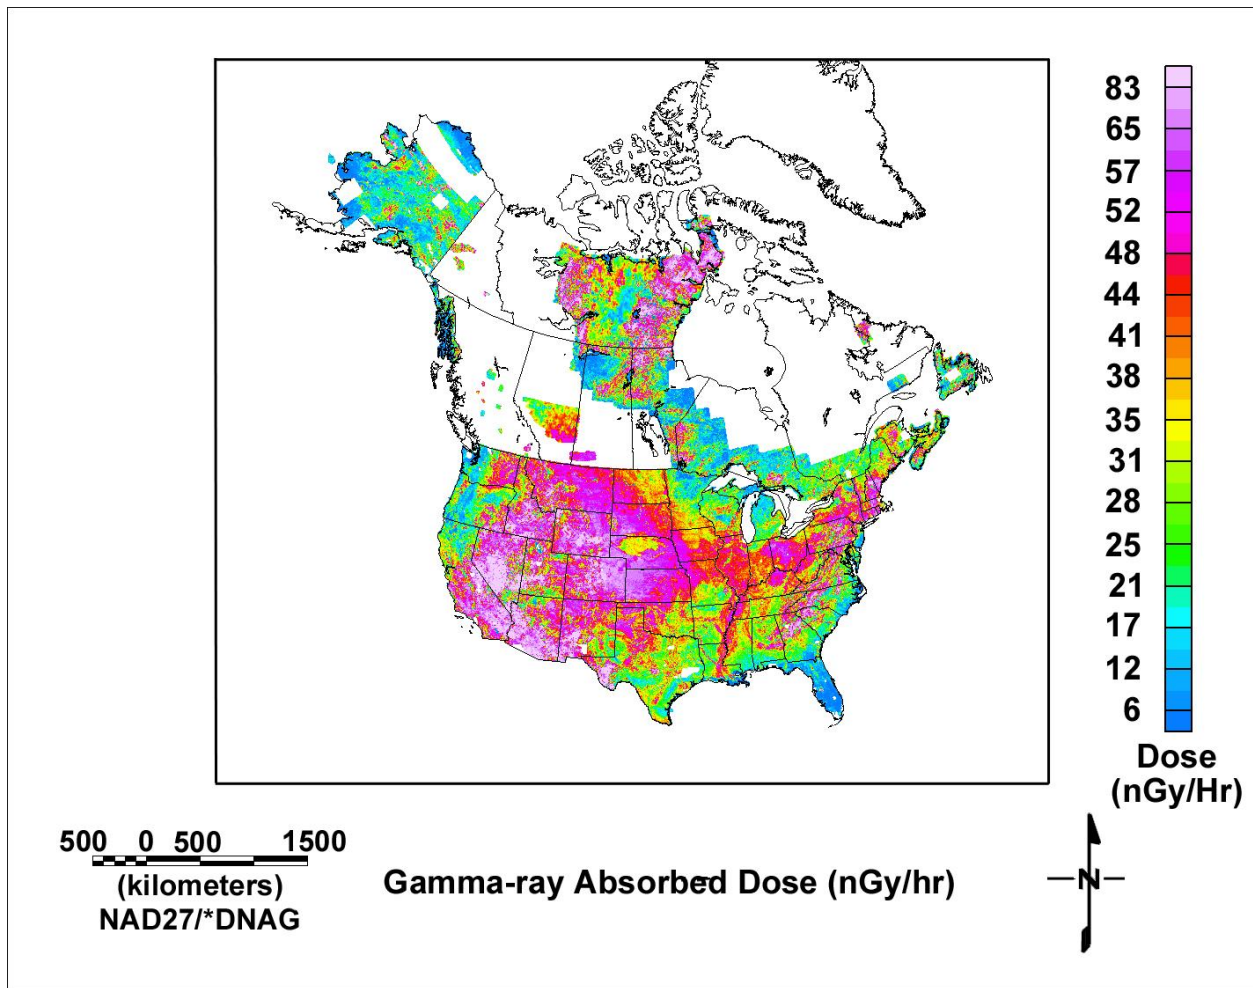 83
65
57
52
48
44
41
38
35
31
28
25
21
17
12
6
Dose
(nGy/Hr)
500 0 500 1500
(kilometers)
NAD27/*DNAG
Gamma-ray Absorbed Dose (nGy/hr)
N